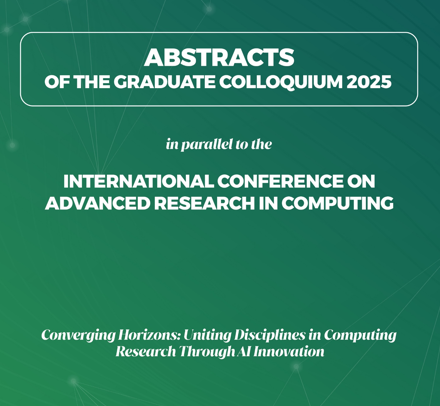 ABSTRACTS
OF THE GRADUATE COLLOQUIUM 2025
in parallel to the
INTERNATIONAL CONFERENCE ON
ADVANCED RESEARCH IN COMPUTING
Converging Horizons: Uniting Disciplines in Computing
Research Through AI Innovation